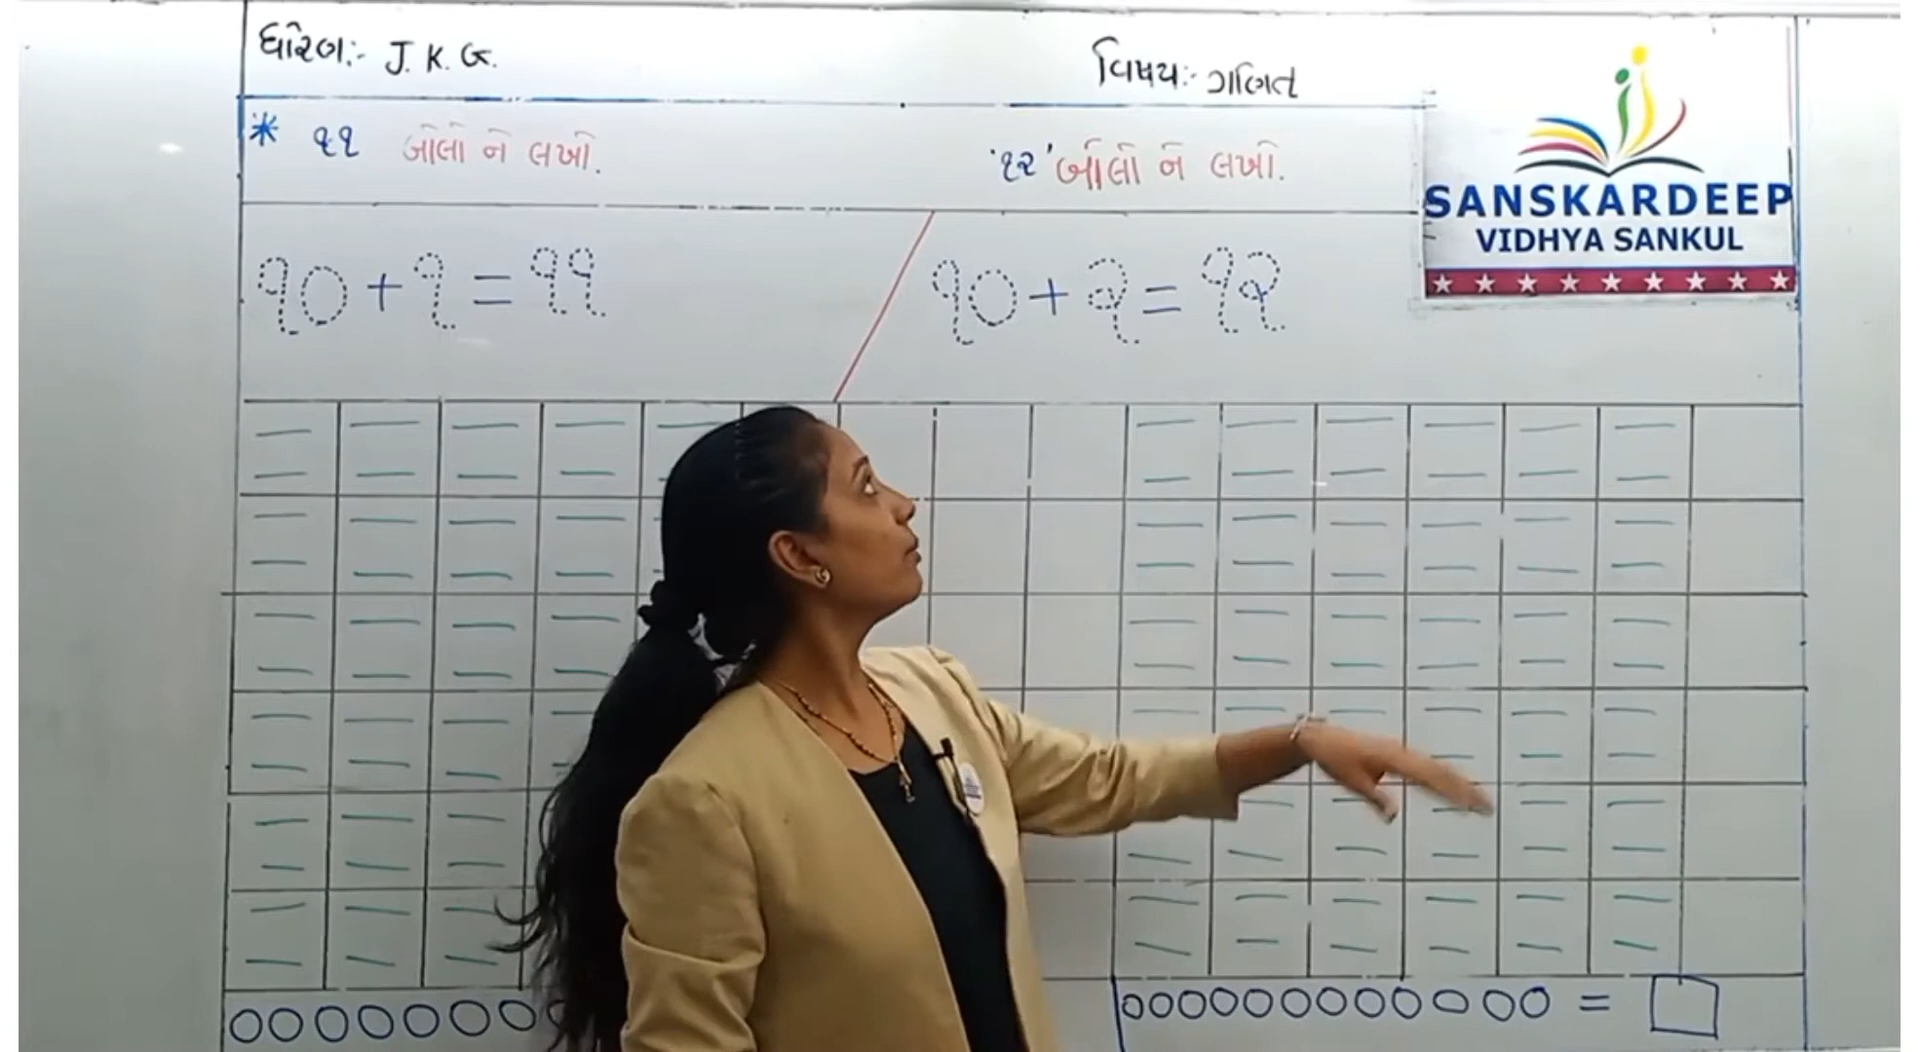 ધોરણ:- J. K. G.
વિષય:- ગણિત
* ૧૧ બોલો ને લખો.
'૧૨' બોલો ને લખો.
SANSKARDEEP
VIDHYA SANKUL
૧૦ + ૧ = ૧૧
૧૦ + ૨ = ૧૨
=